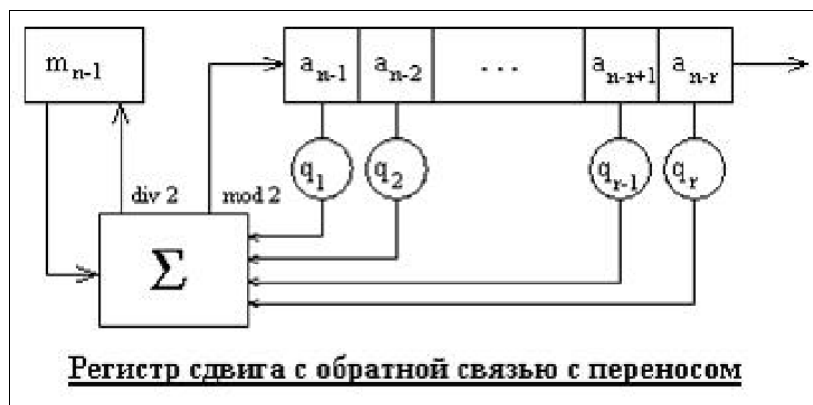 m n-1
a n-1 a n-2 ... a n-r+1 a n-r
q 1 q 2 q r-1 q r
div 2 mod 2
Σ
Регистр сдвига с обратной связью с переносом